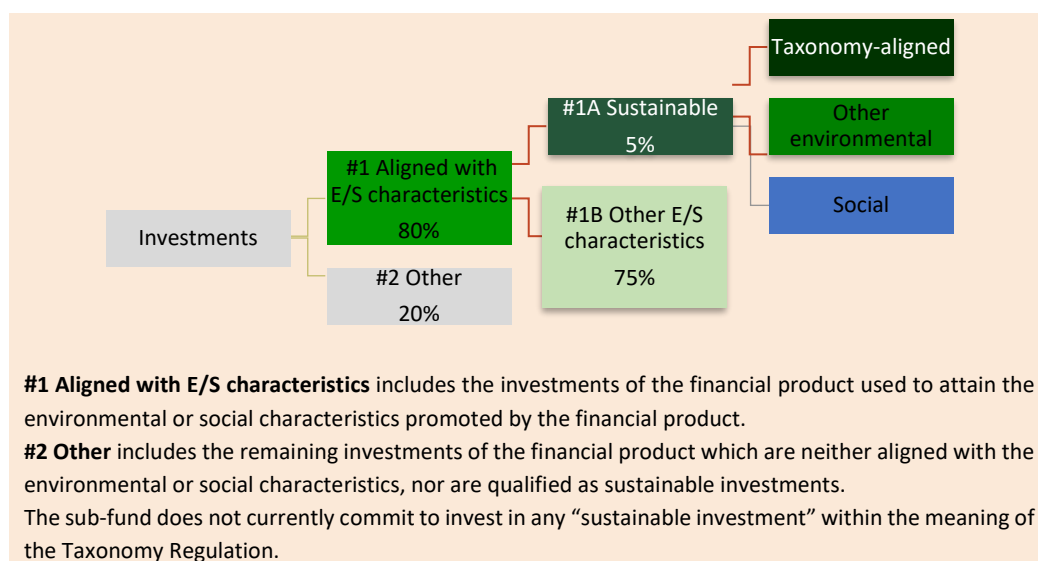 Taxonomy-aligned
#1A Sustainable
5%
Other
environmental
#1 Aligned with
E/S characteristics
80%
#1B Other E/S
characteristics
75%
Social
Investments
#2 Other
20%
#1 Aligned with E/S characteristics includes the investments of the financial product used to attain the
environmental or social characteristics promoted by the financial product.
#2 Other includes the remaining investments of the financial product which are neither aligned with the
environmental or social characteristics, nor are qualified as sustainable investments.
The sub-fund does not currently commit to invest in any “sustainable investment” within the meaning of
the Taxonomy Regulation.